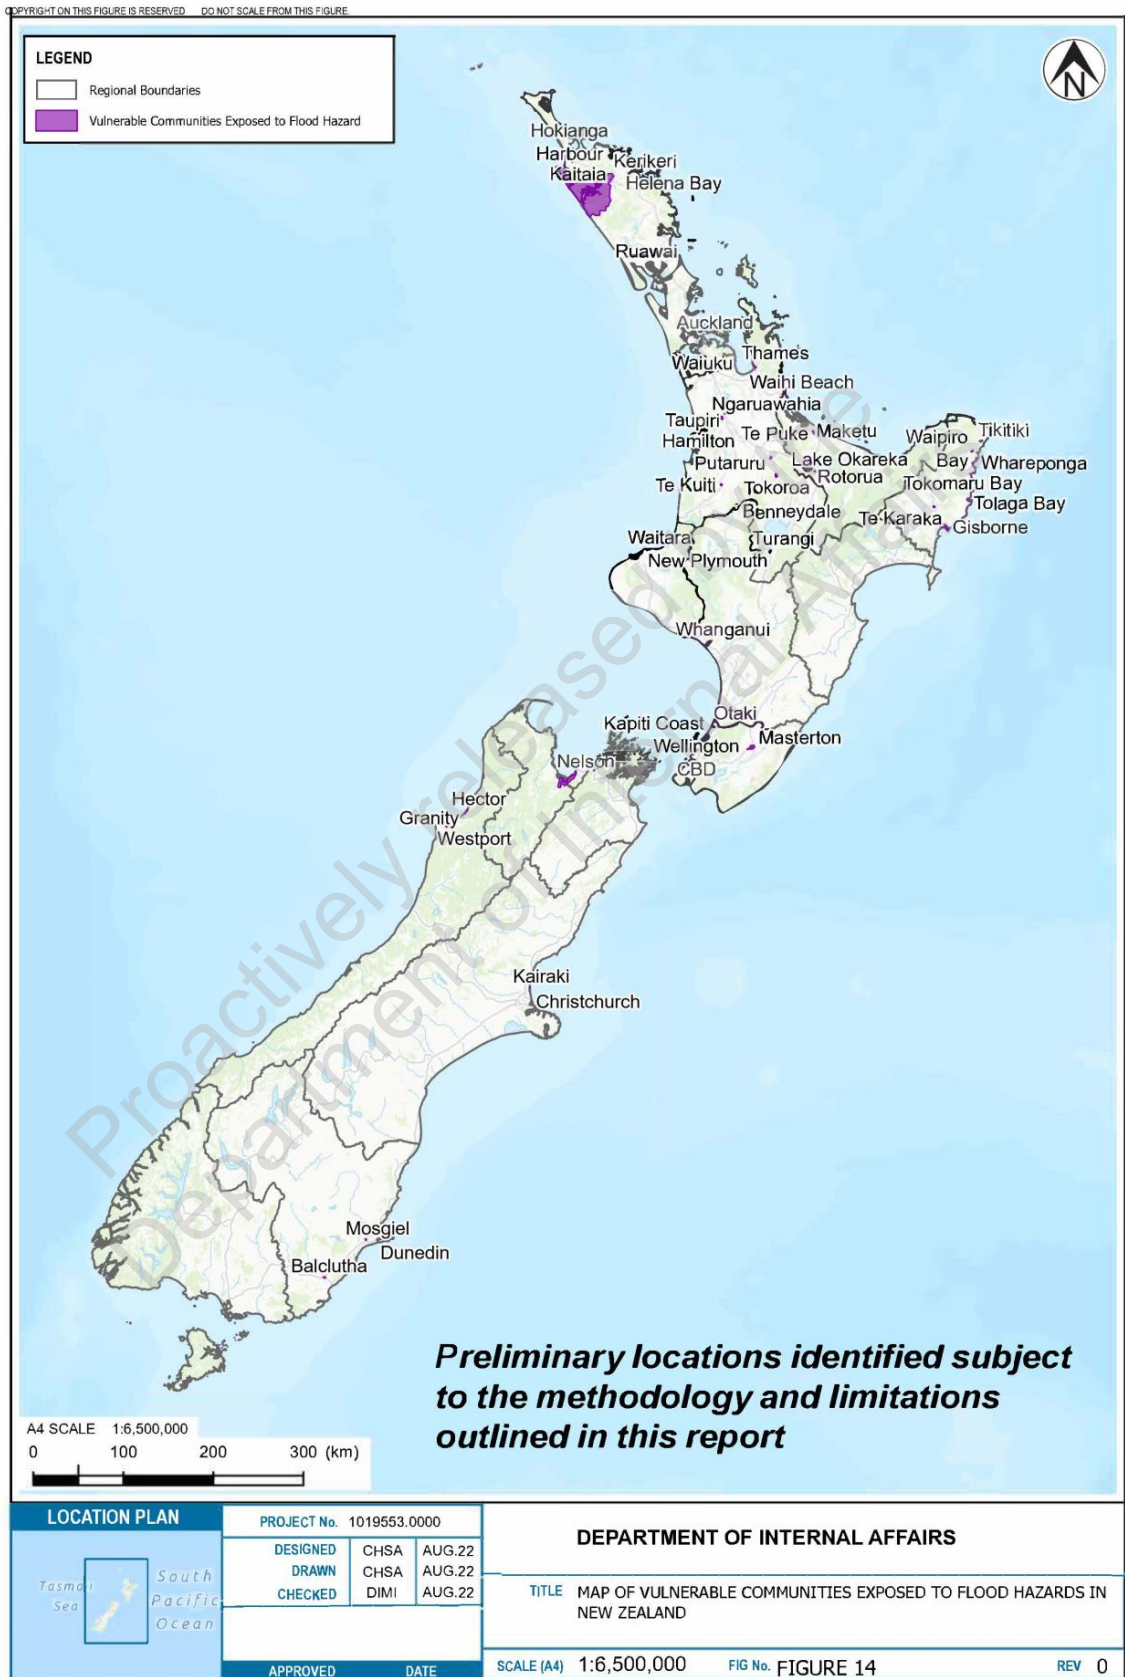 COPYRIGHT ON THIS FIGURE IS RESERVED DO NOT SCALE FROM THIS FIGURE.
LEGEND
Regional Boundaries
Vulnerable Communities Exposed to Flood Hazard
N
Hokianga
Harbour
Kerikeri
Kaitaia
Helena Bay
Ruawai
Auckland
Waiuku
Thames
Waihi Beach
Ngaruawahia
Taupiri
Hamilton
Te Puke
Maketu
Waipiro
Bay
Tikitiki
Putaruru
Lake Okareka
Whareponga
Rotorua
Te Kuiti
Tokoroa
Tokomaru Bay
Benneydale
Te Karaka
Tolaga Bay
Gisborne
Waitara
Turangi
New Plymouth
Whanganui
Otaki
Kapiti Coast
Masterton
Wellington
CBD
Nelson
Hector
Granity
Westport
Kairaki
Christchurch
Mosgiel
Dunedin
Balclutha
Proactively released by the
Department of Internal Affairs
Preliminary locations identified subject
to the methodology and limitations
outlined in this report
A4 SCALE 1:6,500,000
0 100 200 300 (km)
LOCATION PLAN
Tasman
Sea
South
Pacific
Ocean
PROJECT No. 1019553.0000
DESIGNED CHSA AUG.22
DRAWN CHSA AUG.22
CHECKED DIMI AUG.22
APPROVED DATE
DEPARTMENT OF INTERNAL AFFAIRS
TITLE MAP OF VULNERABLE COMMUNITIES EXPOSED TO FLOOD HAZARDS IN
NEW ZEALAND
SCALE (A4) 1:6,500,000 FIG No. FIGURE 14 REV 0